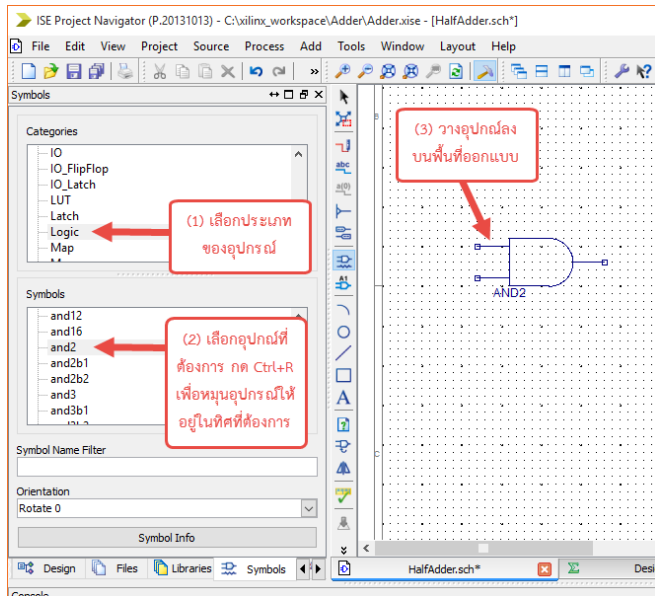 ISE Project Navigator (P.20131013) - C:\xilinx_workspace\Adder\Adder.xise - [HalfAdder.sch*]
File Edit View Project Source Process Add Tools Window Layout Help
Symbols
Categories
IO
IO_FlipFlop
IO_Latch
LUT
Latch
Logic
Map
(1) เลือกประเภท
ของอุปกรณ์
Symbols
and12
and16
and2
and2b1
and2b2
and3
and3b1
(2) เลือกอุปกณ์ที่
ต้องการ กด Ctrl+R
เพื่อหมุนอุปกรณ์ให้
อยู่ในทิศที่ต้องการ
Symbol Name Filter
Orientation
Rotate 0
Symbol Info
Design Files Libraries Symbols
Console
abc
a(0)
A1
A
B
C
(3) วางอุปกณ์ลง
บนพื้นที่ออกแบบ
AND2
HalfAdder.sch*
Desi